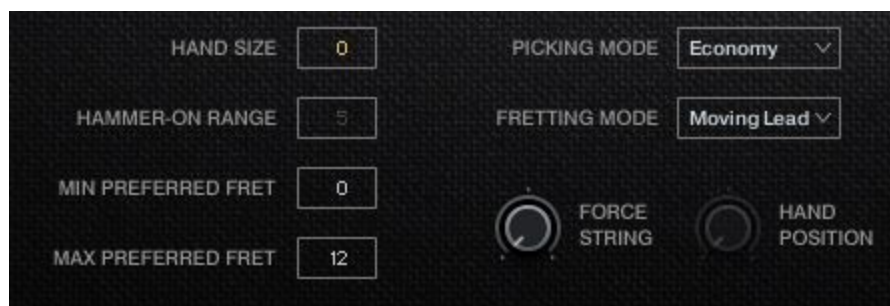 HAND SIZE 0
PICKING MODE Economy
HAMMER-ON RANGE 5
FRETTING MODE Moving Lead
MIN PREFERRED FRET 0
FORCE
STRING
HAND
POSITION
MAX PREFERRED FRET 12